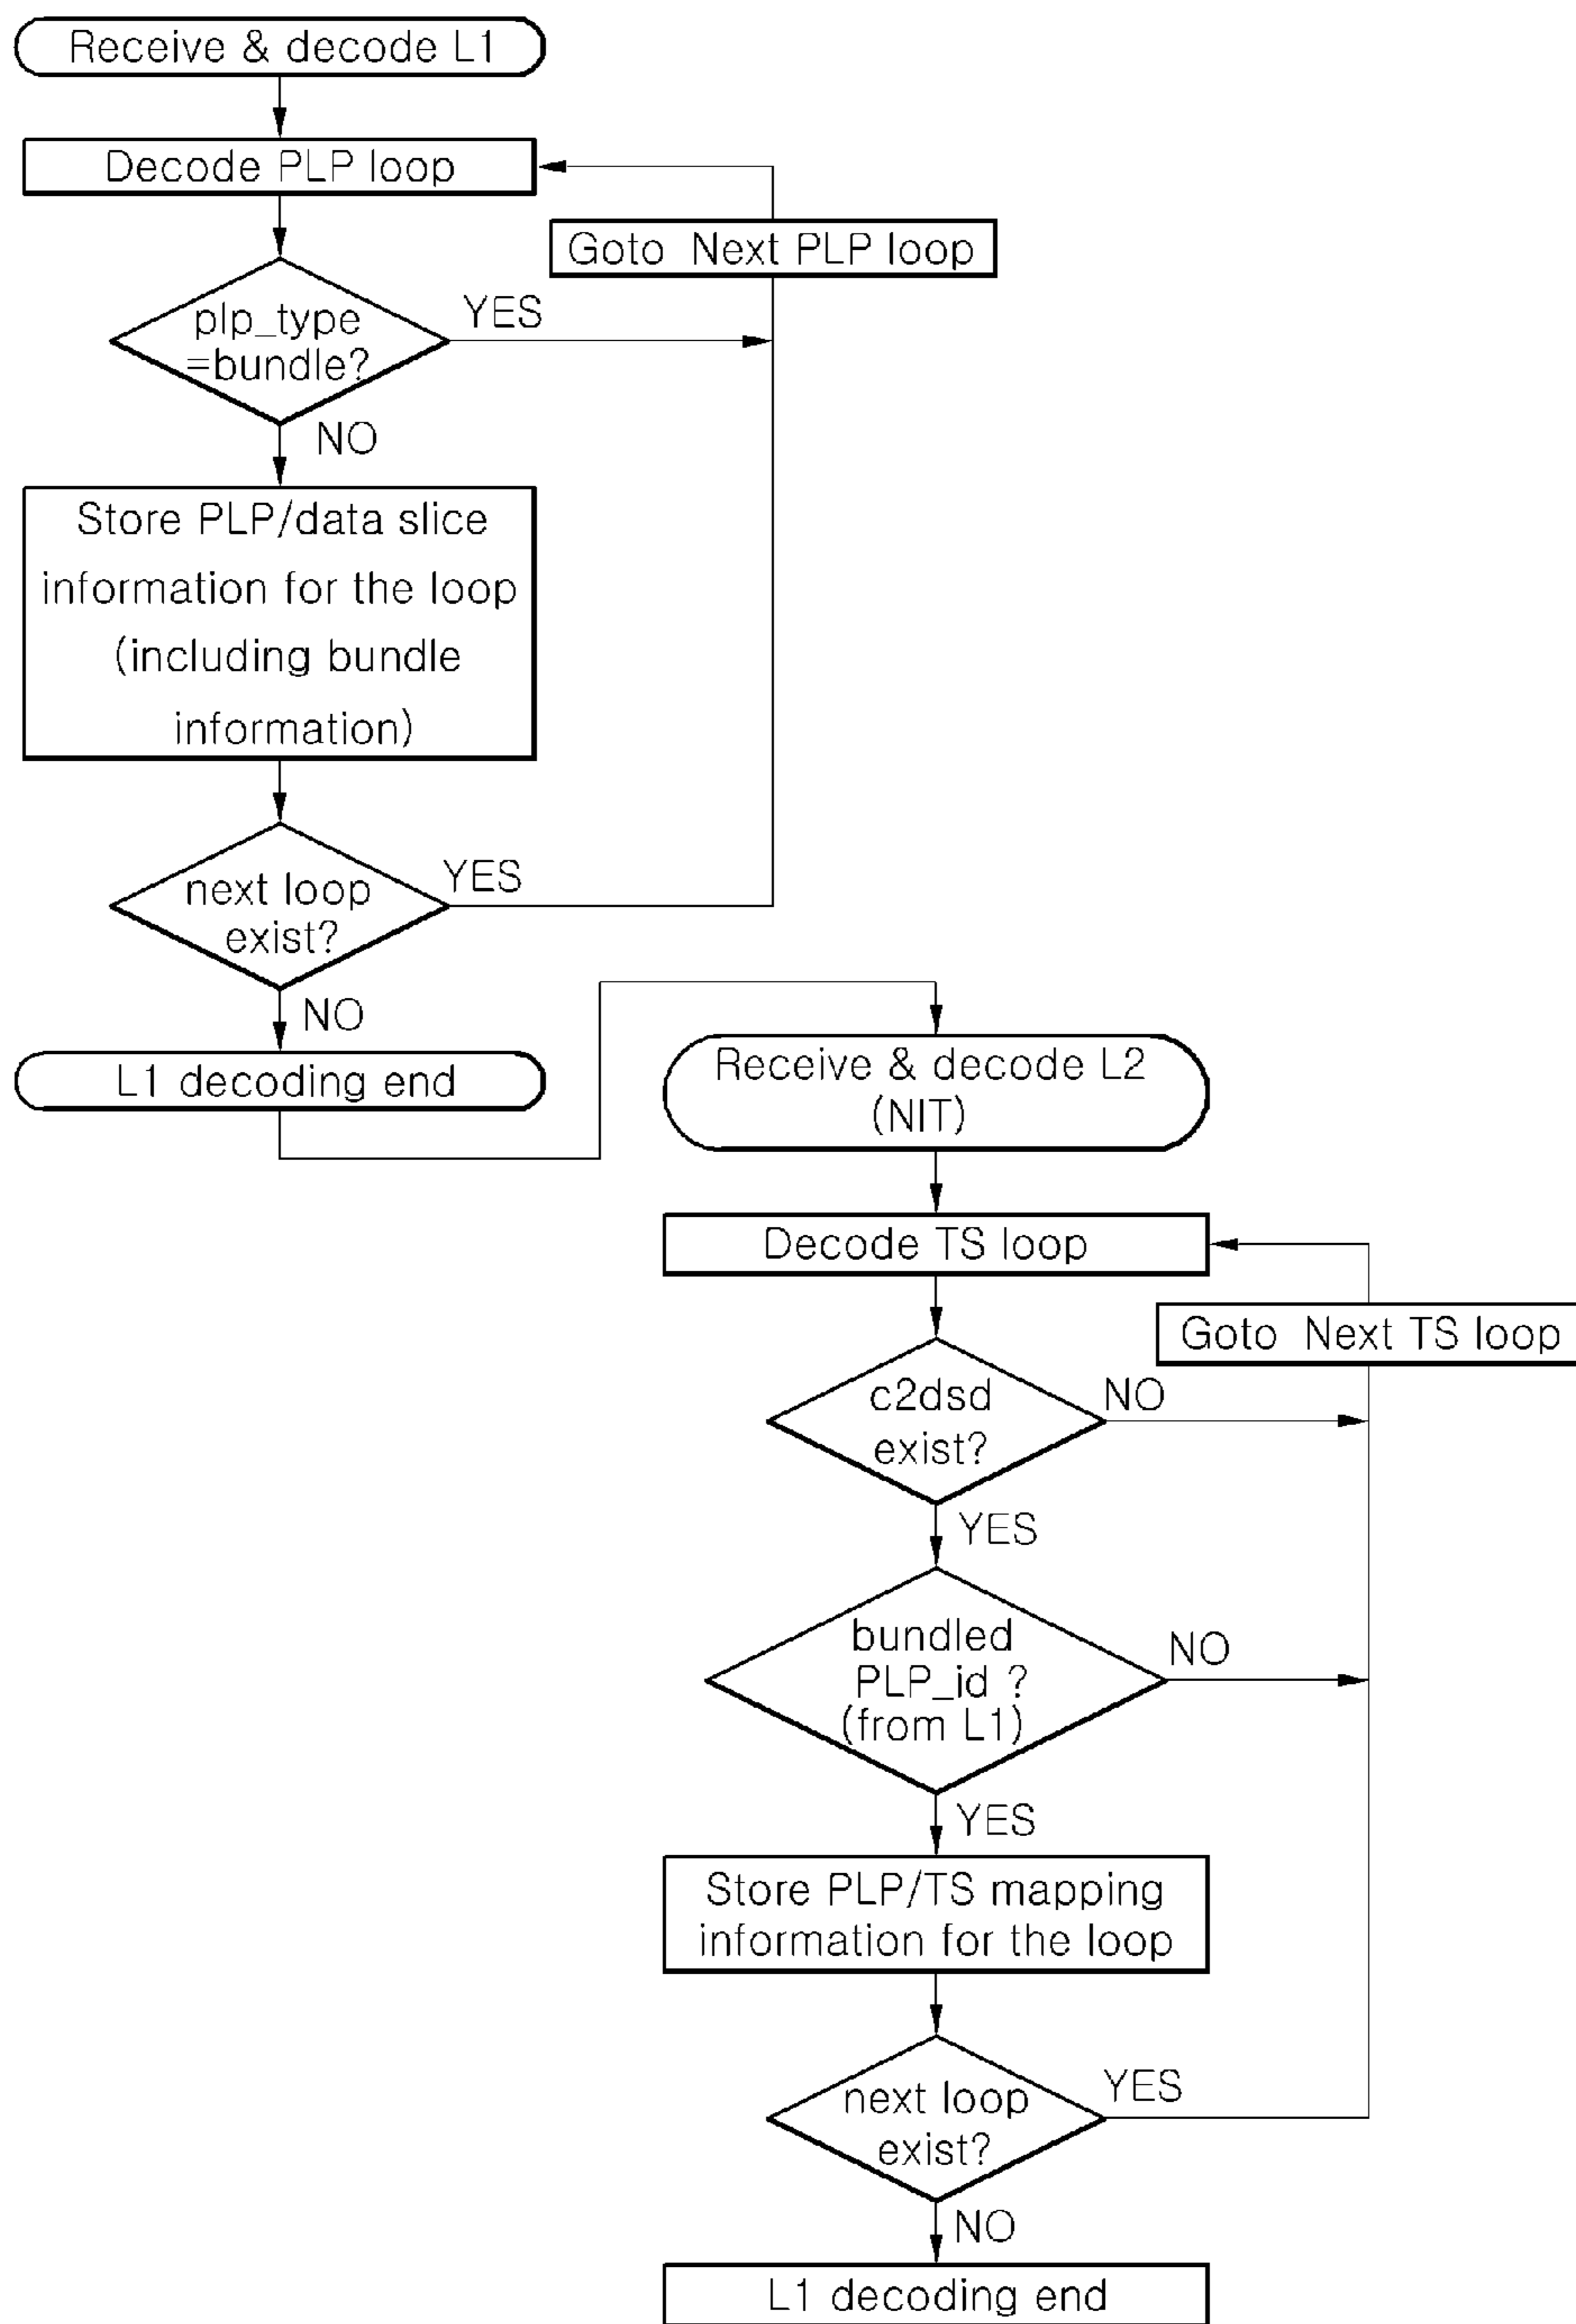 Receive & decode L1
Decode PLP loop
Goto Next PLP loop
plp_type
=bundle?
YES
NO
Store PLP/data slice
information for the loop
(including bundle
information)
next loop
exist?
YES
NO
L1 decoding end
Receive & decode L2
(NIT)
Decode TS loop
Goto Next TS loop
c2dsd
exist?
NO
YES
bundled
PLP_id ?
(from L1)
NO
YES
Store PLP/TS mapping
information for the loop
next loop
exist?
YES
NO
L1 decoding end